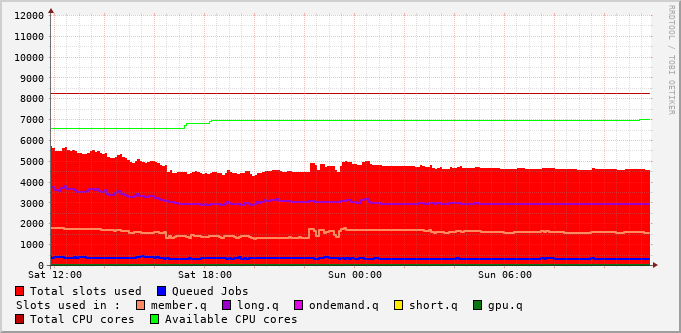 12000
11000
10000
9000
8000
7000
6000
5000
4000
3000
2000
1000
0
Sat 12:00 Sat 18:00 Sun 00:00 Sun 06:00
RRDTOOL / TOBI OETIKER
Total slots used Queued Jobs
Slots used in : member.q long.q ondemand.q short.q gpu.q
Total CPU cores Available CPU cores